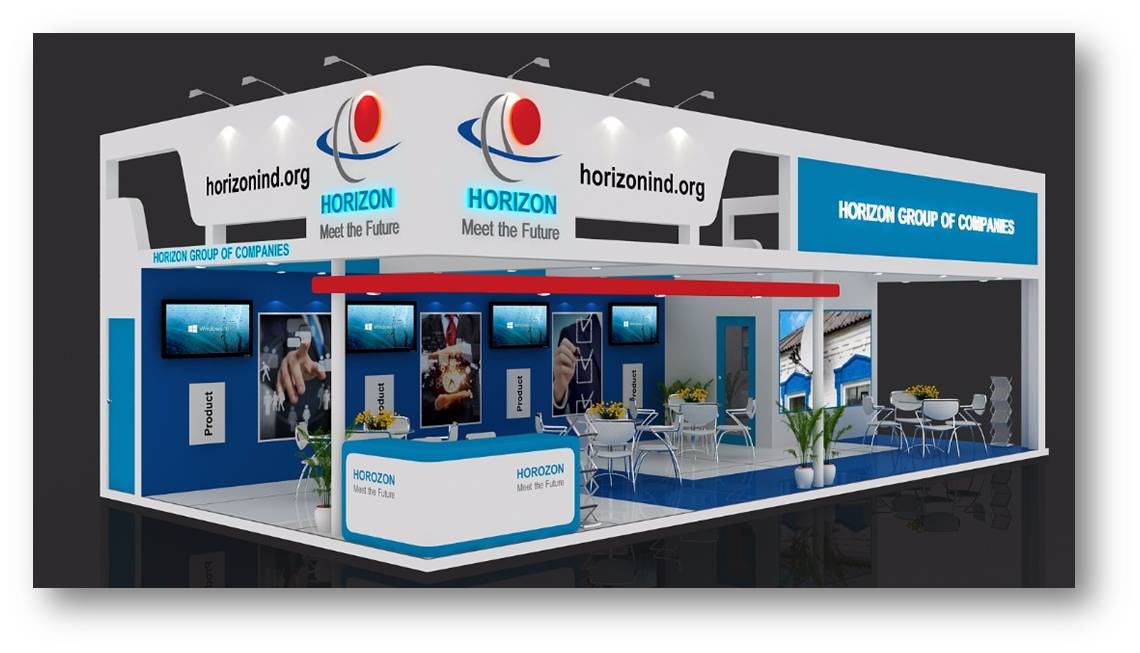 horizonind.org
HORIZON
Meet the Future
HORIZON GROUP OF COMPANIES
HORIZON
Meet the Future
horizonind.org
HORIZON GROUP OF COMPANIES
Product
Product
Product
Product
HOROZON
Meet the Future
HOROZON
Meet the Future